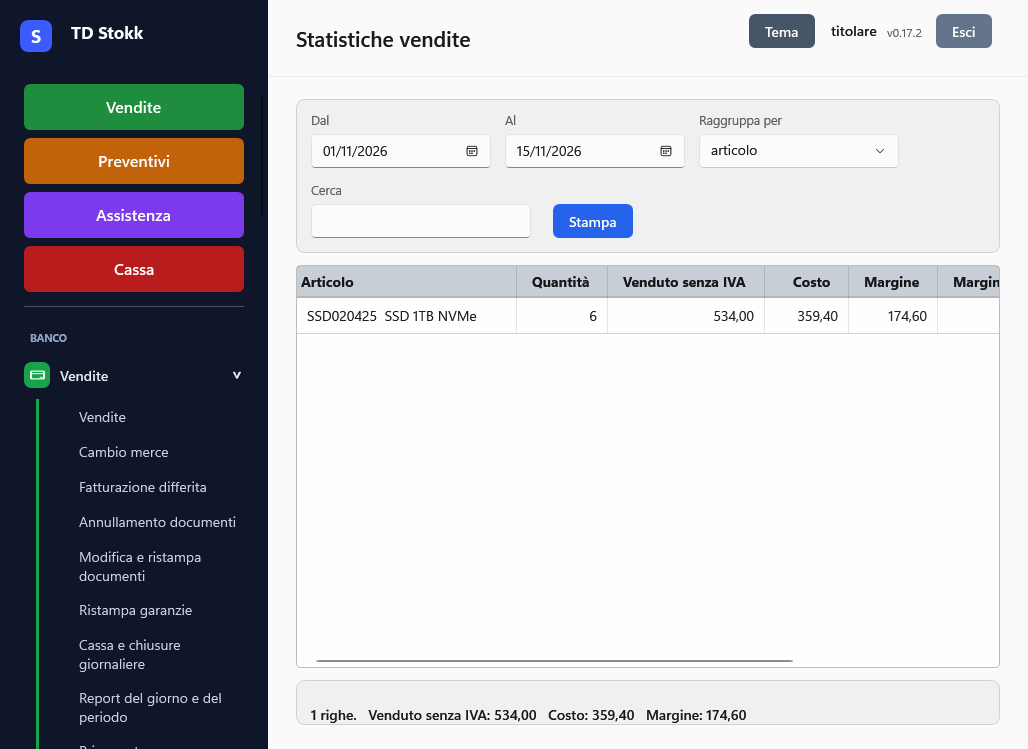 S TD Stokk
Vendite
Preventivi
Assistenza
Cassa
BANCO
Vendite
Vendite
Cambio merce
Fatturazione differita
Annullamento documenti
Modifica e ristampa
documenti
Ristampa garanzie
Cassa e chiusure
giornaliere
Report del giorno e del
periodo
Statistiche vendite
Tema titolare v0.17.2 Esci
Dal Al Raggruppa per
01/11/2026 15/11/2026 articolo
Cerca
Stampa
Articolo Quantità Venduto senza IVA Costo Margine Margin
SSD020425 SSD 1TB NVMe 6 534,00 359,40 174,60
1 righe. Venduto senza IVA: 534,00 Costo: 359,40 Margine: 174,60